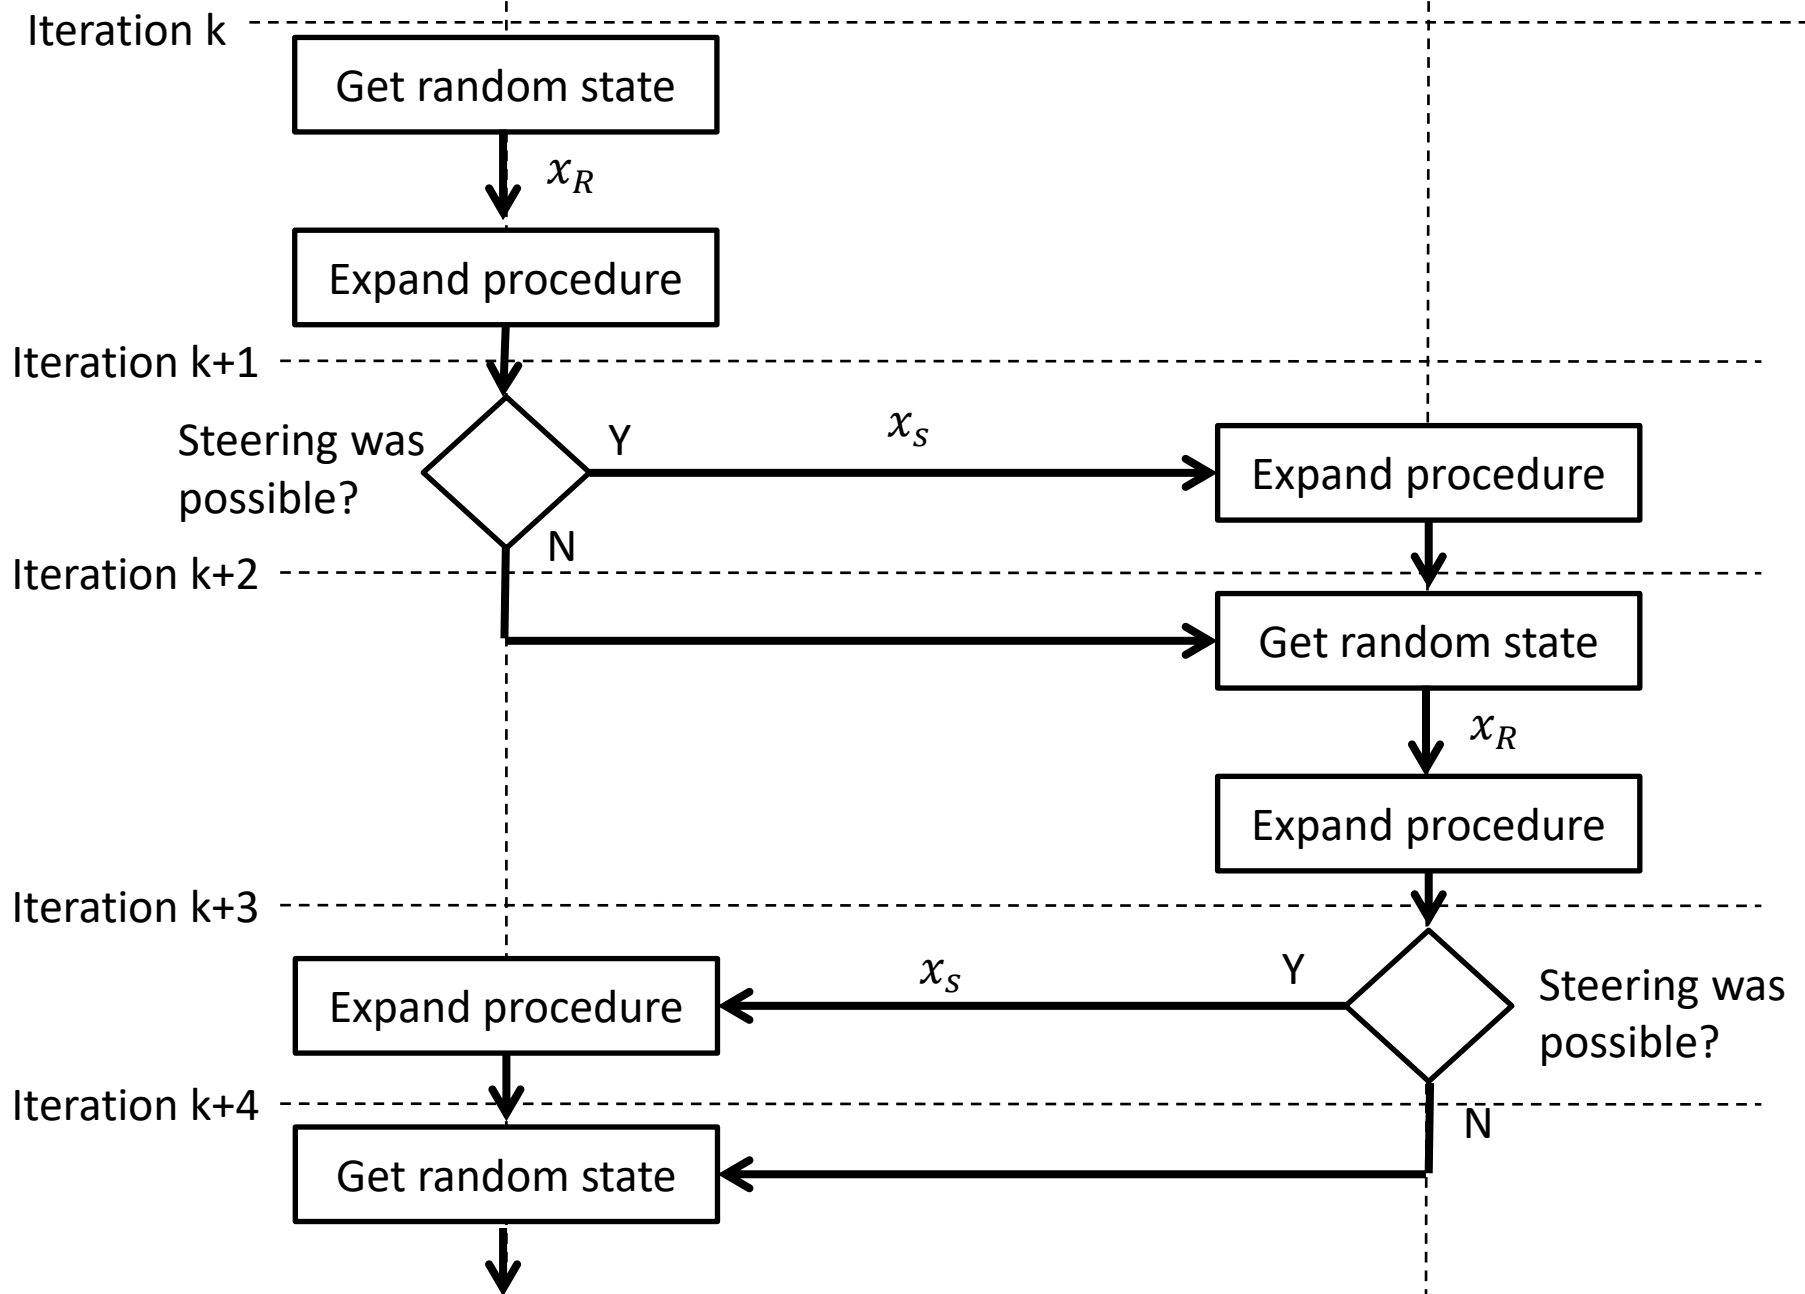 Iteration k
Get random state
x_R
Expand procedure
Iteration k+1
Steering was
possible?
Y
x_s
Expand procedure
N
Iteration k+2
Get random state
x_R
Expand procedure
Iteration k+3
Expand procedure
x_s
Y
Steering was
possible?
Iteration k+4
N
Get random state